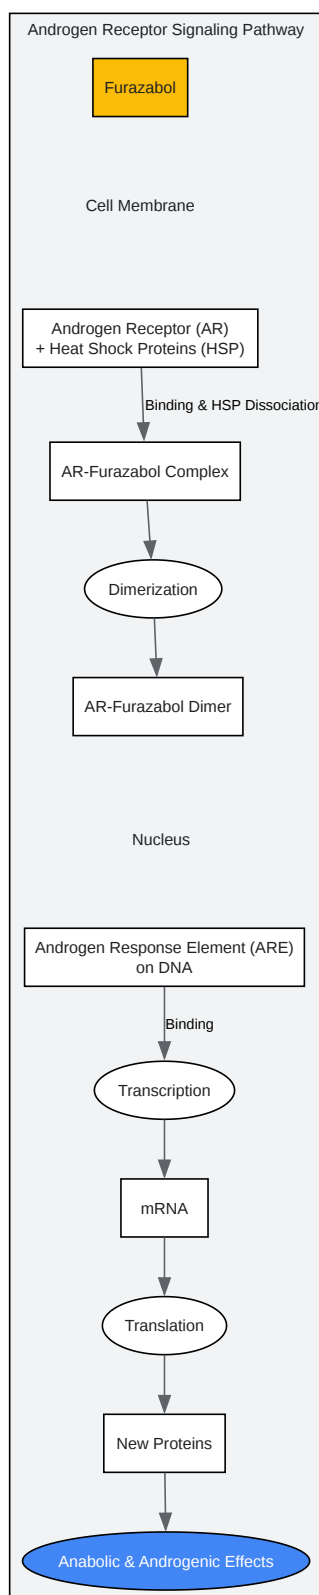 Androgen Receptor Signaling Pathway
Furazabol
Cell Membrane
Androgen Receptor (AR)
+ Heat Shock Proteins (HSP)
Binding & HSP Dissociation
AR-Furazabol Complex
Dimerization
AR-Furazabol Dimer
Nucleus
Androgen Response Element (ARE)
on DNA
Binding
Transcription
mRNA
Translation
New Proteins
Anabolic & Androgenic Effects